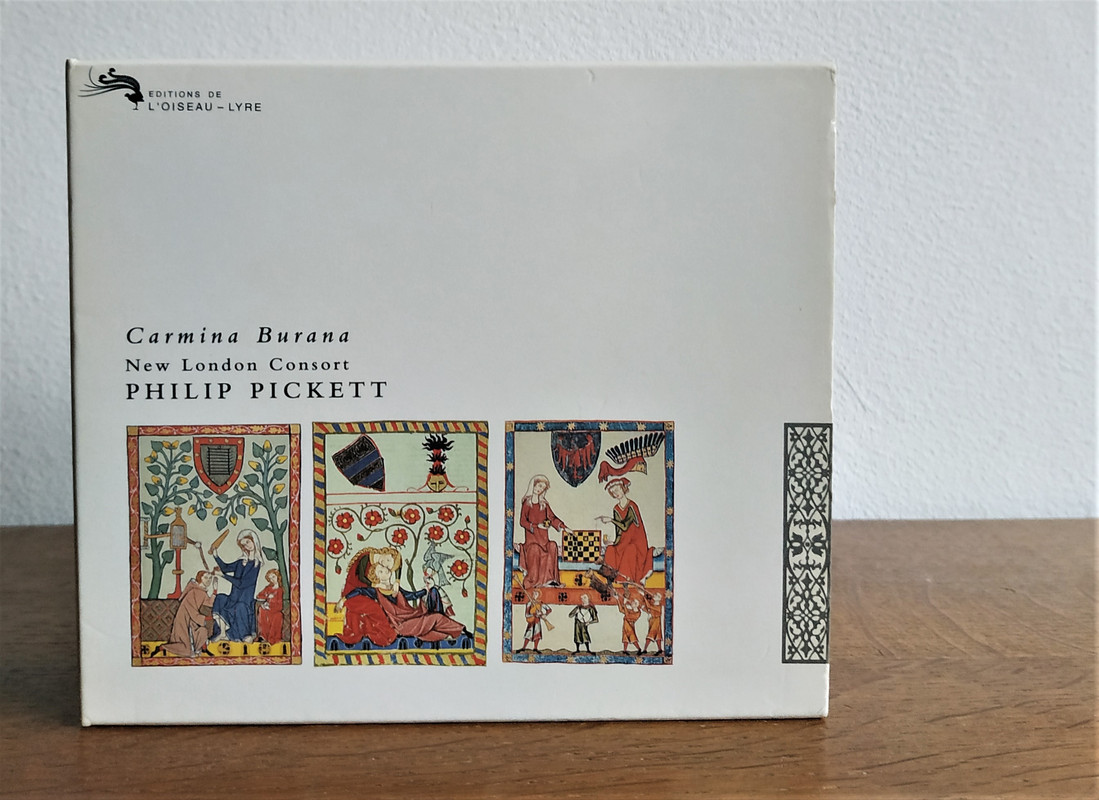 EDITIONS DE
L'OISEAU-LYRE
Carmina Burana
New London Consort
PHILIP PICKETT